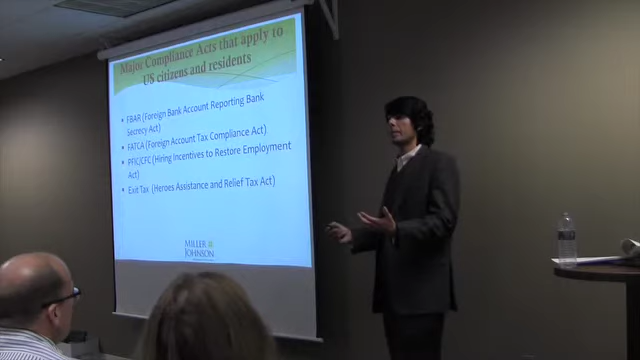 Major Compliance Acts that apply to
US citizens and residents
• FBAR (Foreign Bank Account Reporting Bank
Secrecy Act)
• FATCA (Foreign Account Tax Compliance Act)
• PFIC/CFC (Hiring Incentives to Restore Employment
Act)
• Exit Tax (Heroes Assistance and Relief Tax Act)
MILLER
JOHNSON